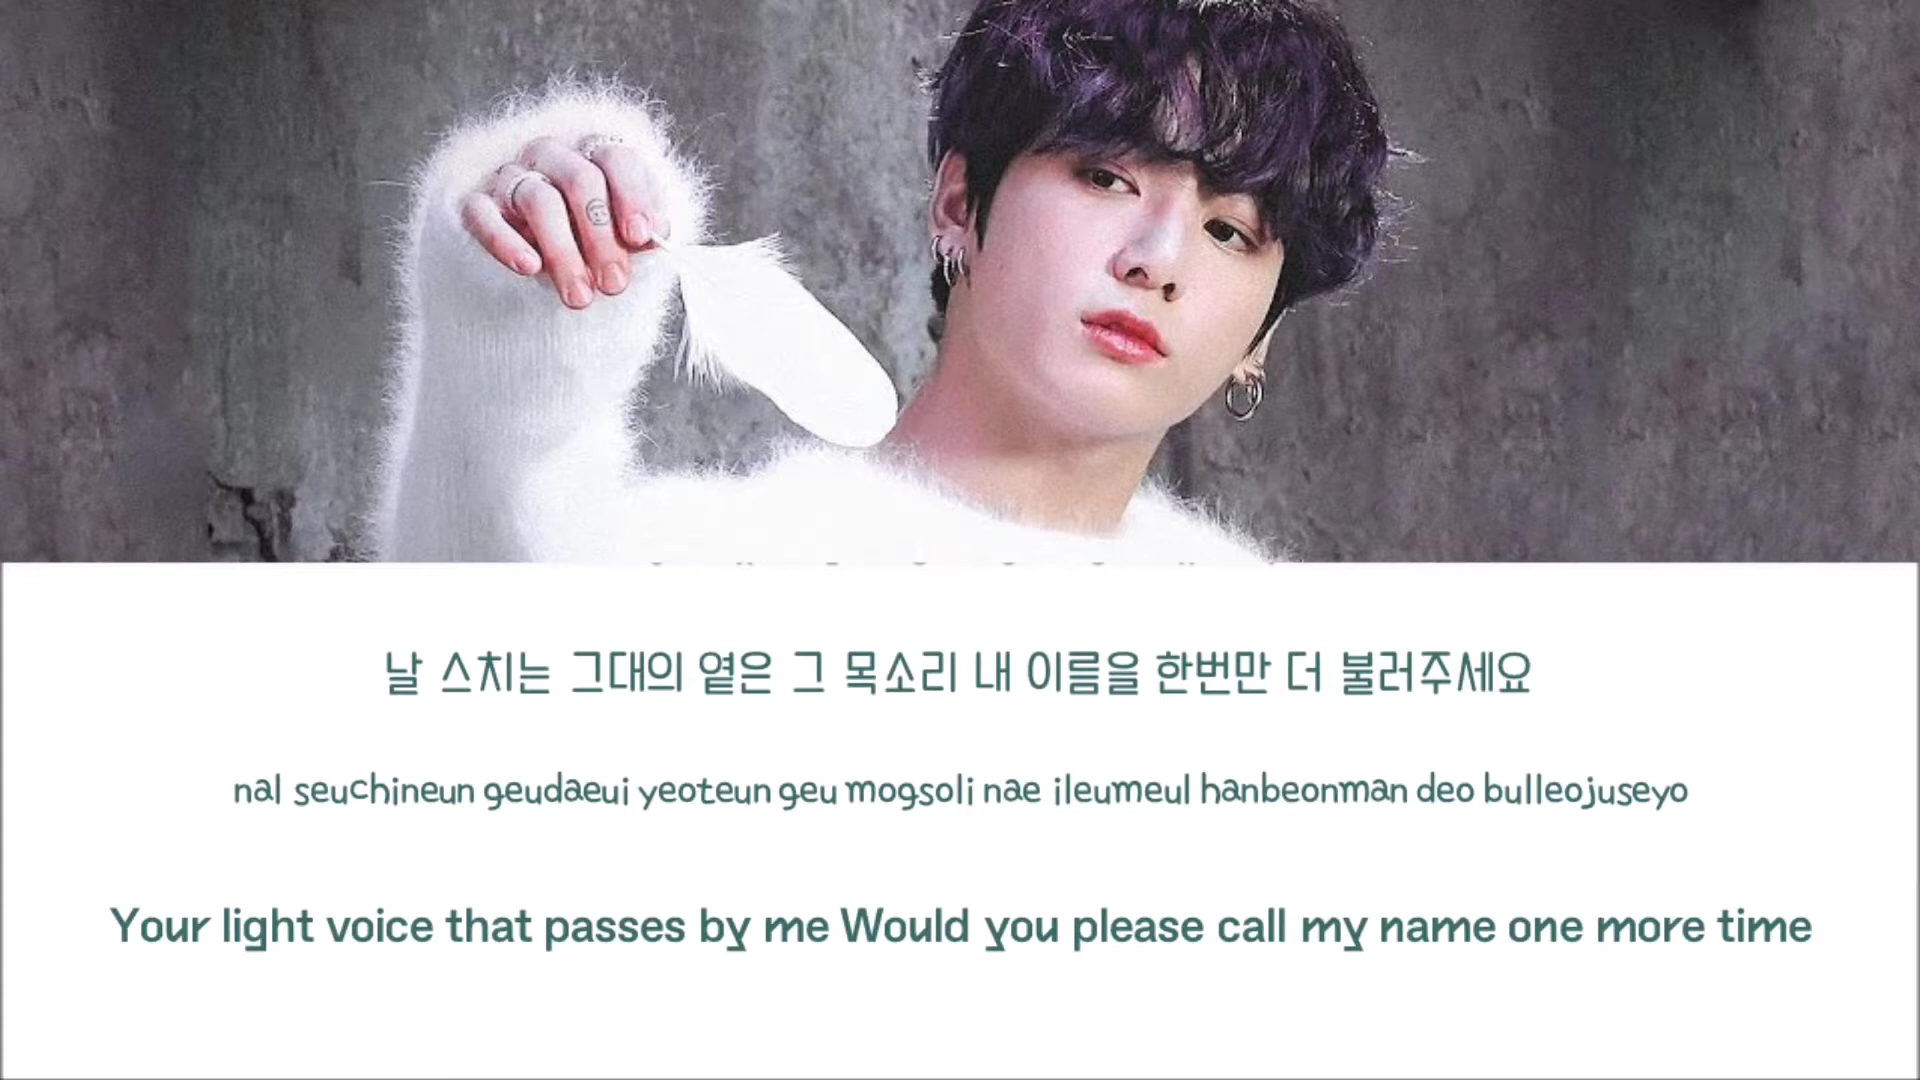 날 스치는 그대의 옅은 그 목소리 내 이름을 한번만 더 불러주세요
nal seuchineun geudaeui yeoteun geu mogsoli nae ileumeul hanbeonman deo bulleojuseyo
Your light voice that passes by me Would you please call my name one more time